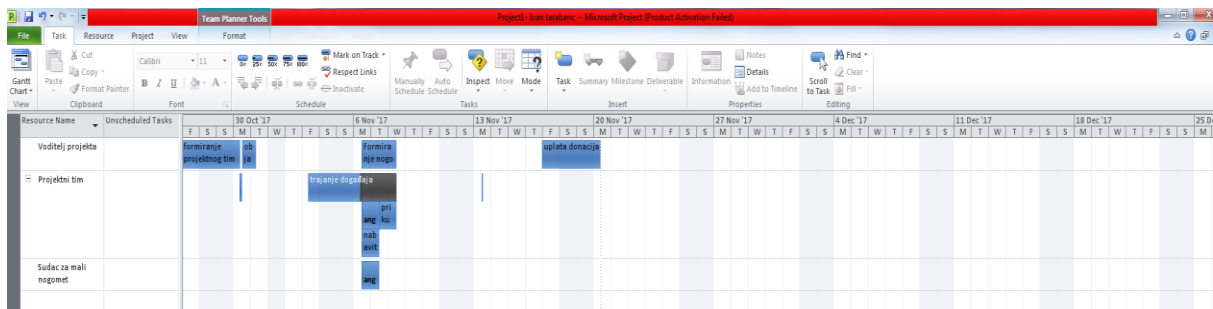 Team Planner Tools
Project1 - Ivan tarabaric - Microsoft Project (Product Activation Failed)
File Task Resource Project View Format
Cut
Copy
Format Painter
Calibri 11
B I U A
0% 25% 50% 75% 100%
Mark on Track
Respect Links
Inactivate
Gantt Chart
Paste
Manually Schedule
Auto Schedule
Inspect
Move
Mode
Task
Summary
Milestone
Deliverable
Information
Notes
Details
Add to Timeline
Scroll to Task
Find
Clear
Fill
View Clipboard Font Schedule Tasks Insert Properties Editing
Resource Name Unscheduled Tasks 30 Oct '17 6 Nov '17 13 Nov '17 20 Nov '17 27 Nov '17 4 Dec '17 11 Dec '17 18 Dec '17
F S S M T W T F S S M T W T F S S M T W T F S S M T W T F S S M T W T F S S M T W T F S S M T W T F S S M T W T F S S M
Voditelj projekta
formiranje
projektnog tim
ob
ja
Formira
nje nogo
uplata donacija
Projektni tim
trajanje događaja
ang
pri
ku
nab
avit
Sudac za mali
nogomet
ang